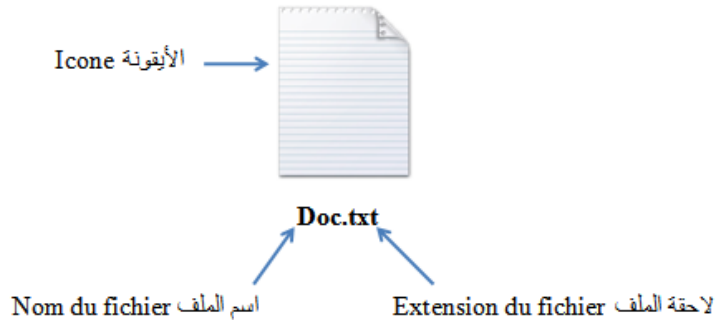 Icone الأيقونة
Doc.txt
Nom du fichier اسم الملف
Extension du fichier لاحقة الملف